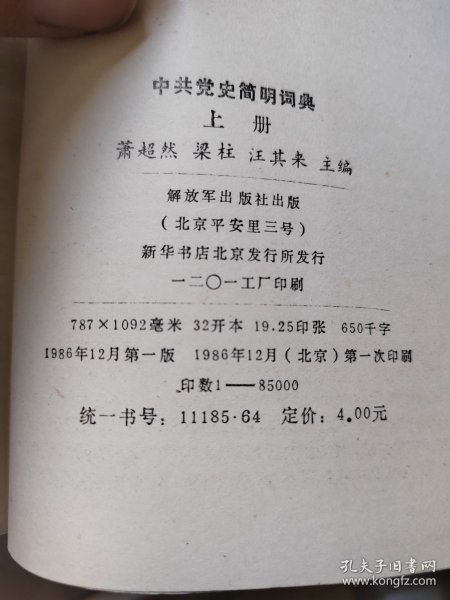 中共党史简明词典
上册
萧超然 梁柱 汪其来 主编
解放军出版社出版
(北京平安里三号)
新华书店北京发行所发行
一二〇一工厂印刷
787×1092毫米 32开本 19.25印张 650千字
1986年12月第一版 1986年12月(北京)第一次印刷
印数1—85000
统一书号：11185·64 定价：4.00元
孔夫子旧书网
www.kongfz.com